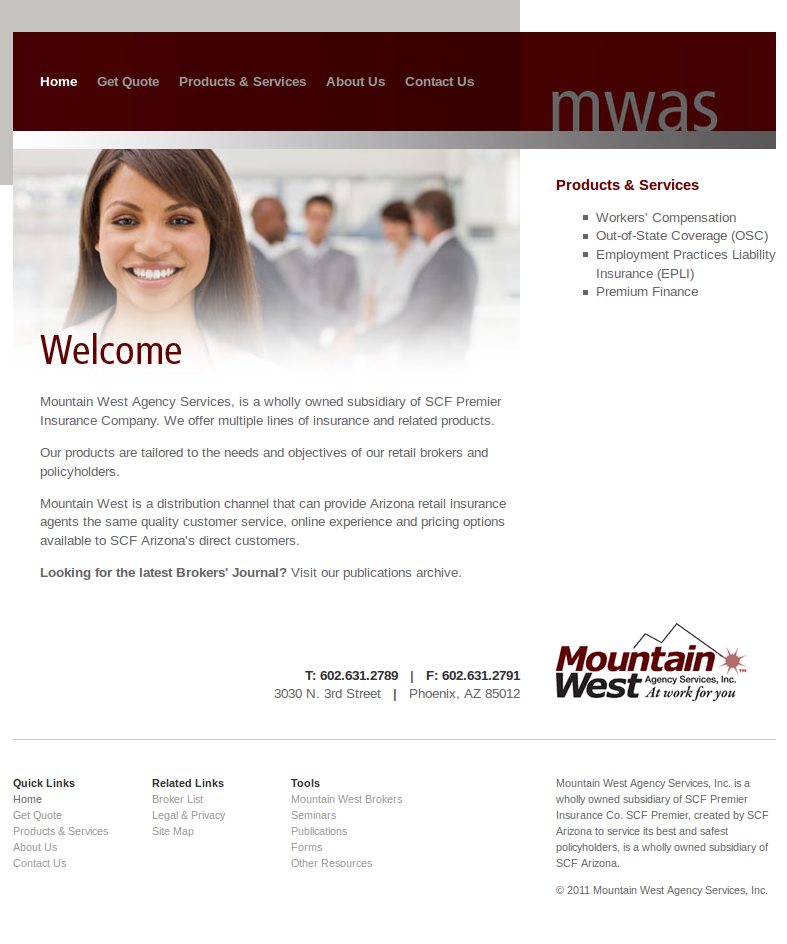 Home Get Quote Products & Services About Us Contact Us
mwas
Welcome
Mountain West Agency Services, is a wholly owned subsidiary of SCF Premier
Insurance Company. We offer multiple lines of insurance and related products.
Our products are tailored to the needs and objectives of our retail brokers and
policyholders.
Mountain West is a distribution channel that can provide Arizona retail insurance
agents the same quality customer service, online experience and pricing options
available to SCF Arizona's direct customers.
Looking for the latest Brokers' Journal? Visit our publications archive.
Products & Services
Workers' Compensation
Out-of-State Coverage (OSC)
Employment Practices Liability
Insurance (EPLI)
Premium Finance
T: 602.631.2789 | F: 602.631.2791
3030 N. 3rd Street | Phoenix, AZ 85012
Mountain™
West Agency Services, Inc.
At work for you
Quick Links
Home
Get Quote
Products & Services
About Us
Contact Us
Related Links
Broker List
Legal & Privacy
Site Map
Tools
Mountain West Brokers
Seminars
Publications
Forms
Other Resources
Mountain West Agency Services, Inc. is a
wholly owned subsidiary of SCF Premier
Insurance Co. SCF Premier, created by SCF
Arizona to service its best and safest
policyholders, is a wholly owned subsidiary of
SCF Arizona.
© 2011 Mountain West Agency Services, Inc.